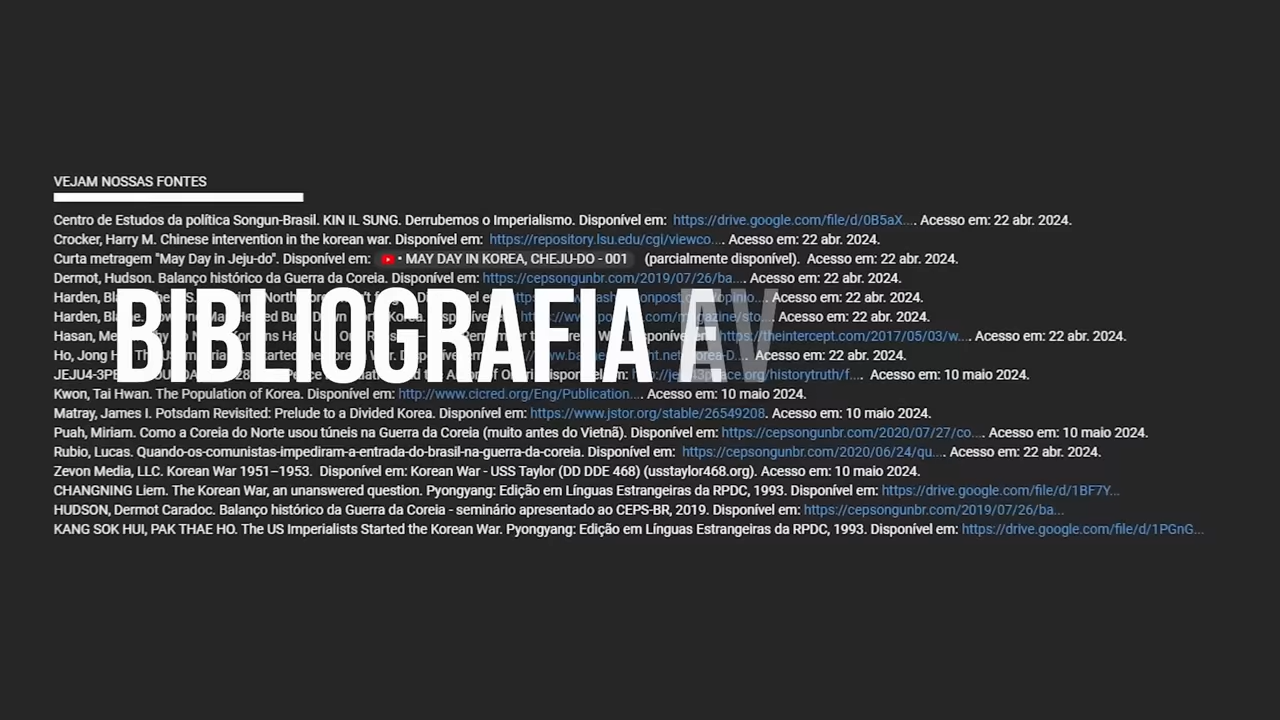 VEJAM NOSSAS FONTES
Centro de Estudos da política Songun-Brasil. KIN IL SUNG. Derrubemos o Imperialismo. Disponível em: https://drive.google.com/file/d/0B5aX.... Acesso em: 22 abr. 2024.
Crocker, Harry M. Chinese intervention in the korean war. Disponível em: https://repository.lsu.edu/cgi/viewco.... Acesso em: 22 abr. 2024.
Curta metragem "May Day in Jeju-do". Disponível em: • MAY DAY IN KOREA, CHEJU-DO - 001 (parcialmente disponível). Acesso em: 22 abr. 2024.
Dermot, Hudson. Balanço histórico da Guerra da Coreia. Disponível em: https://cepsongunbr.com/2019/07/26/ba.... Acesso em: 22 abr. 2024.
Harden, Acesso em: 22 abr. 2024.
Harden, Acesso em: 22 abr. 2024.
BIBLIOGRAFIA AV
Hasan, https://theintercept.com/2017/05/03/w.... Acesso em: 22 abr. 2024.
Ho, Jong Acesso em: 22 abr. 2024.
Acesso em: 10 maio 2024.
Kwon, Tai Hwan. The Population of Korea. Disponível em: http://www.cicred.org/Eng/Publication.... Acesso em: 10 maio 2024.
Matray, James I. Potsdam Revisited: Prelude to a Divided Korea. Disponível em: https://www.jstor.org/stable/26549208. Acesso em: 10 maio 2024.
Puah, Miriam. Como a Coreia do Norte usou túneis na Guerra da Coreia (muito antes do Vietnã). Disponível em: https://cepsongunbr.com/2020/07/27/co.... Acesso em: 10 maio 2024.
Rubio, Lucas. Quando-os-comunistas-impediram-a-entrada-do-brasil-na-guerra-da-coreia. Disponível em: https://cepsongunbr.com/2020/06/24/qu.... Acesso em: 22 abr. 2024.
Zevon Media, LLC. Korean War 1951–1953. Disponível em: Korean War - USS Taylor (DD DDE 468) (usstaylor468.org). Acesso em: 10 maio 2024.
CHANGNING Liem. The Korean War, an unanswered question. Pyongyang: Edição em Línguas Estrangeiras da RPDC, 1993. Disponível em: https://drive.google.com/file/d/1BF7Y...
HUDSON, Dermot Caradoc. Balanço histórico da Guerra da Coreia - seminário apresentado ao CEPS-BR, 2019. Disponível em: https://cepsongunbr.com/2019/07/26/ba...
KANG SOK HUI, PAK THAE HO. The US Imperialists Started the Korean War. Pyongyang: Edição em Línguas Estrangeiras da RPDC, 1993. Disponível em: https://drive.google.com/file/d/1PGnG...